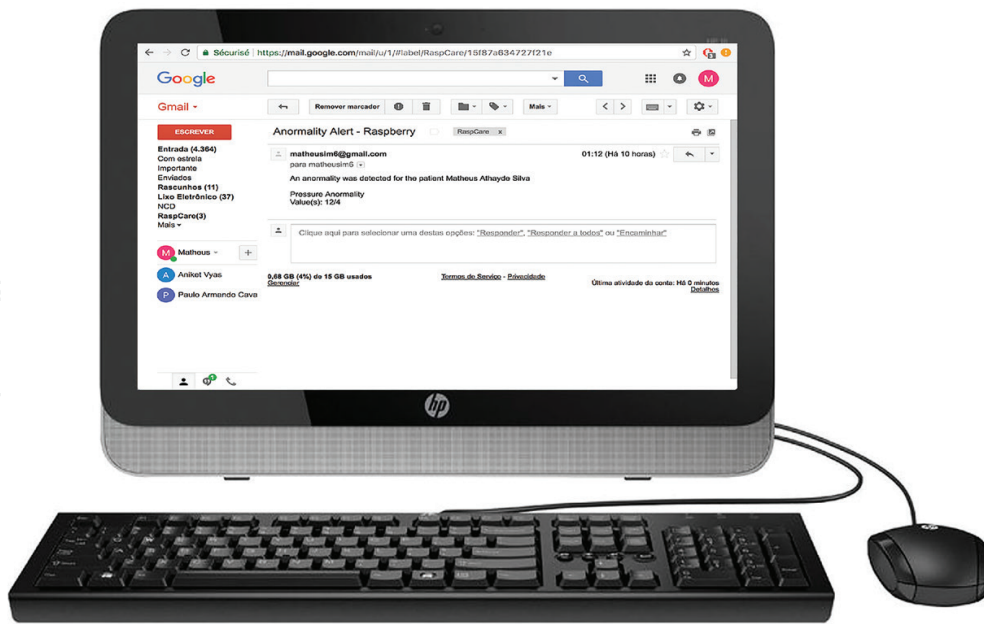 Sécurisé https://mail.google.com/mail/u/1/#label/RaspCare/15f87a634727f21e
Google
M
Gmail
Remover marcador
Mais
ESCREVER
Anormality Alert - Raspberry
RaspCare x
Entrada (4.364)
Com estrela
Importante
Enviados
Rascunhos (11)
Lixo Eletrônico (37)
NCD
RaspCare(3)
Mais
matheusim6@gmail.com
01:12 (Há 10 horas)
para matheusim6
An anormality was detected for the patient Matheus Athayde Silva
Pressure Anormality
Value(s): 12/4
Clique aqui para selecionar uma destas opções: "Responder", "Responder a todos" ou "Encaminhar"
M Matheus
+
A Aniket Vyas
P Paulo Armando Cava
0,68 GB (4%) de 15 GB usados
Gerenciar
Termos de Serviço - Privacidade
Última atividade da conta: Há 0 minutos
Detalhes
1
hp